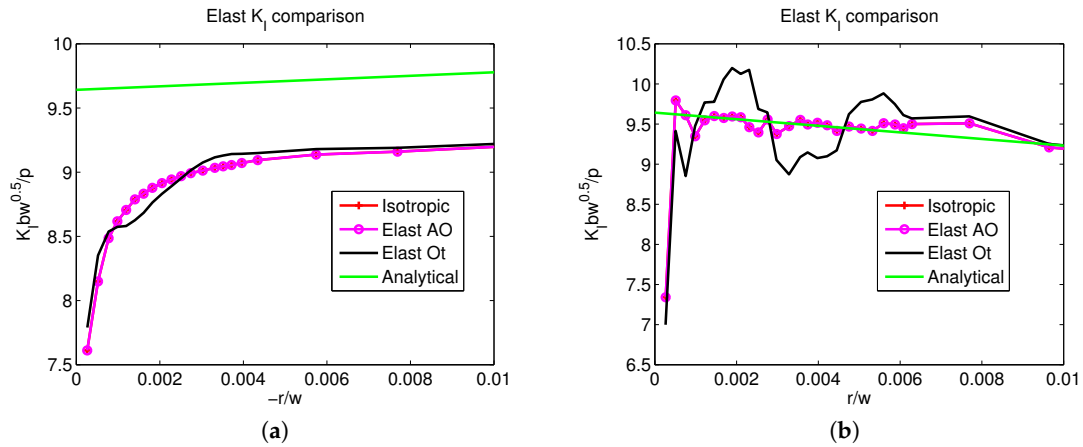 Elast K_I comparison
10
9.5
9
8.5
8
7.5
K_I bw^0.5/p
0
0.002
0.004
0.006
0.008
0.01
−r/w
Isotropic
Elast AO
Elast Ot
Analytical
(a)
Elast K_I comparison
10.5
10
9.5
9
8.5
8
7.5
7
6.5
K_I bw^0.5/p
0
0.002
0.004
0.006
0.008
0.01
r/w
Isotropic
Elast AO
Elast Ot
Analytical
(b)